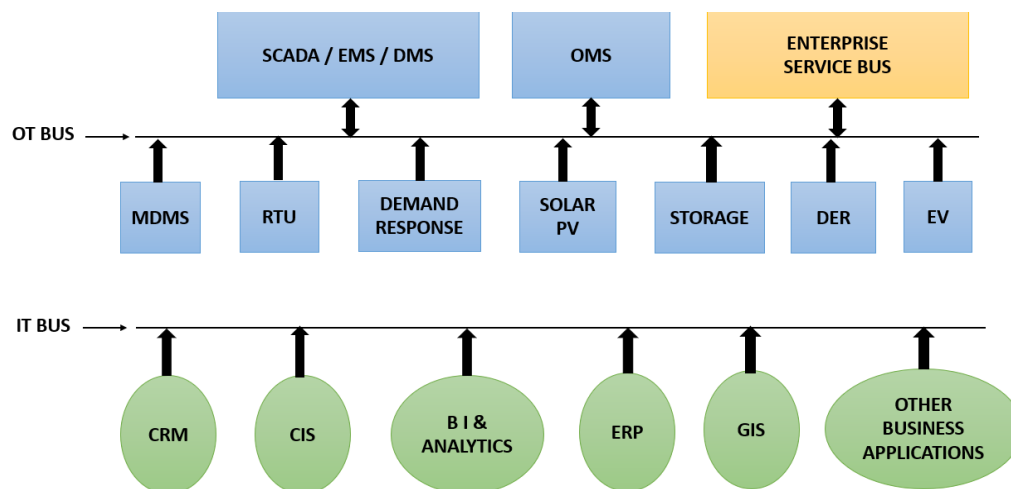 SCADA / EMS / DMS
OMS
ENTERPRISE
SERVICE BUS
OT BUS
MDMS
RTU
DEMAND
RESPONSE
SOLAR
PV
STORAGE
DER
EV
IT BUS
CRM
CIS
B I &
ANALYTICS
ERP
GIS
OTHER
BUSINESS
APPLICATIONS